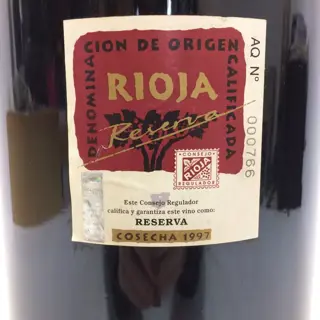 DENOMINACION DE ORIGEN CALIFICADA
RIOJA
Reserva
AQ Nº 000766
CONSEJO
RIOJA
REGULADOR
Este Consejo Regulador
califica y garantiza este vino como:
RESERVA
COSECHA 1997